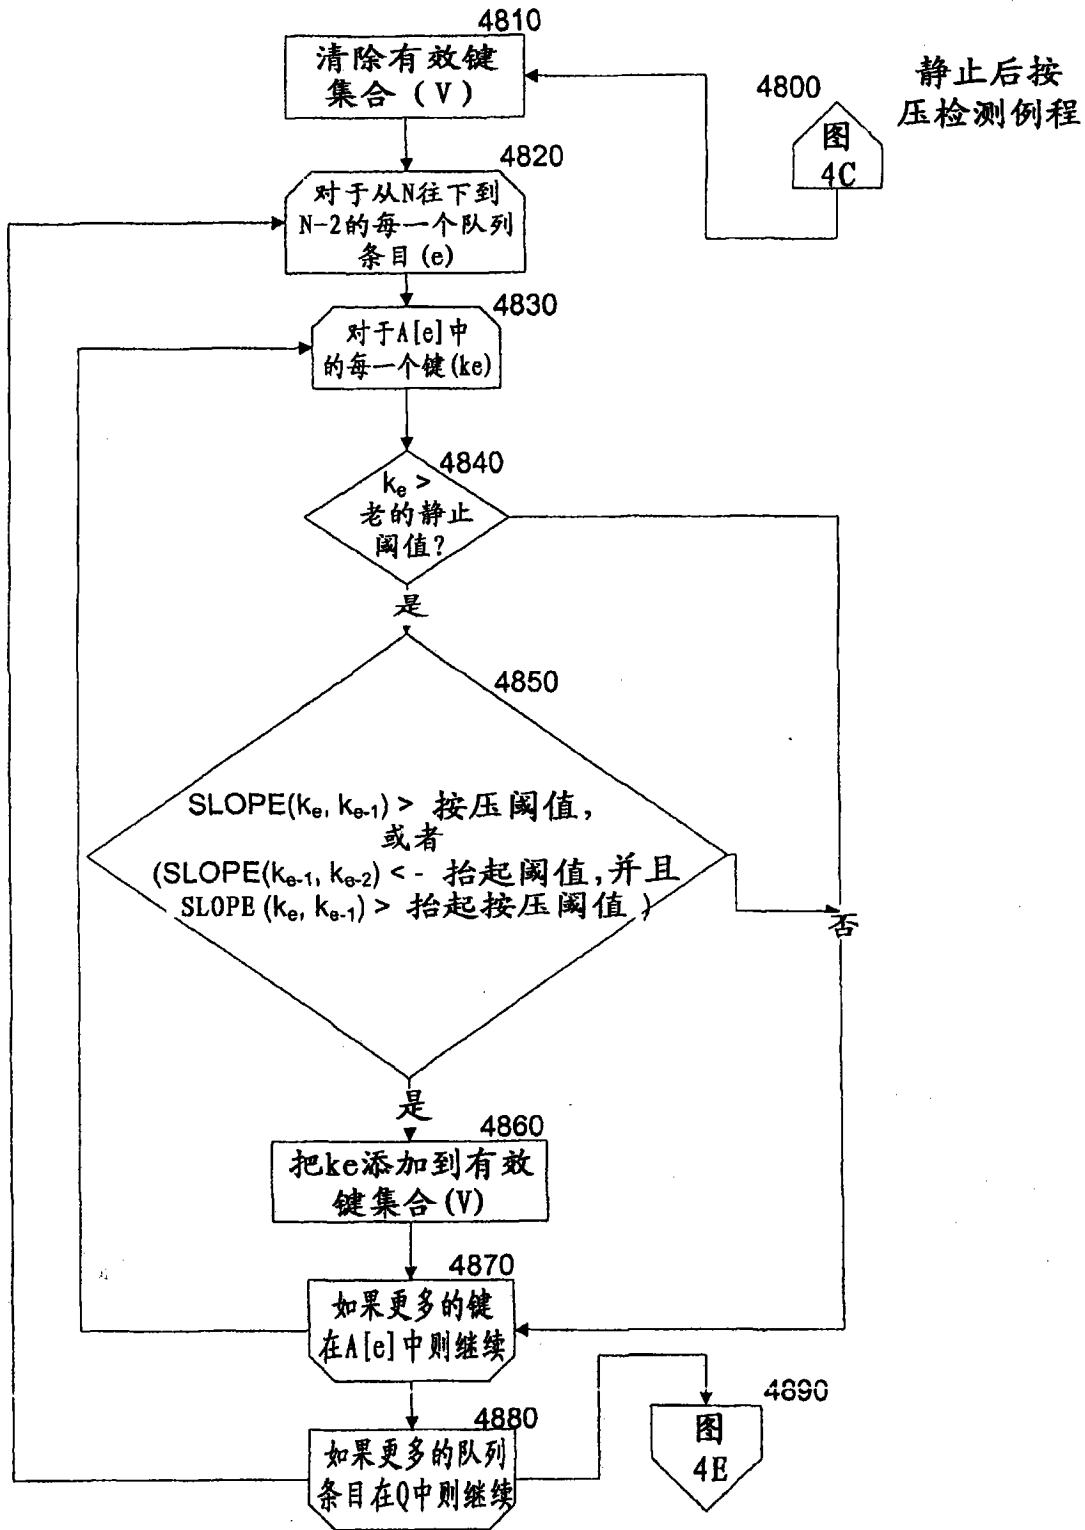 静止后按
压检测例程
4800
图
4C
4810
清除有效键
集合 (V)
4820
对于从N往下到
N-2的每一个队列
条目(e)
4830
对于A[e]中
的每一个键(ke)
4840
ke >
老的静止
阈值?
是
4850
SLOPE(ke, ke-1) > 按压阈值,
或者
(SLOPE(ke-1, ke-2) < - 抬起阈值,并且
SLOPE (ke, ke-1) > 抬起按压阈值 )
否
是
4860
把ke添加到有效
键集合(V)
4870
如果更多的键
在A[e]中则继续
4880
如果更多的队列
条目在Q中则继续
4890
图
4E